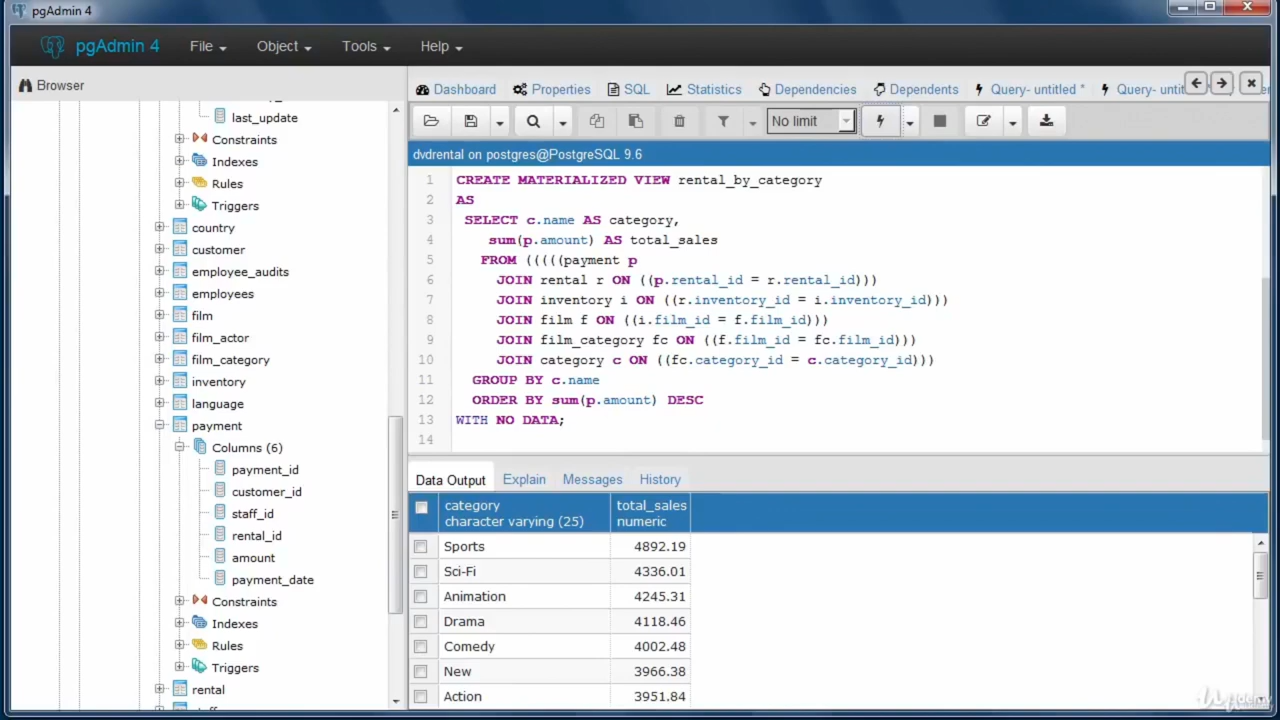 pgAdmin 4
pgAdmin 4 File Object Tools Help
Browser
last_update
Constraints
Indexes
Rules
Triggers
country
customer
employee_audits
employees
film
film_actor
film_category
inventory
language
payment
Columns (6)
payment_id
customer_id
staff_id
rental_id
amount
payment_date
Constraints
Indexes
Rules
Triggers
rental
Dashboard Properties SQL Statistics Dependencies Dependents Query- untitled * Query- unti
No limit
dvdrental on postgres@PostgreSQL 9.6
1 CREATE MATERIALIZED VIEW rental_by_category
2 AS
3 SELECT c.name AS category,
4 sum(p.amount) AS total_sales
5 FROM (((((payment p
6 JOIN rental r ON ((p.rental_id = r.rental_id)))
7 JOIN inventory i ON ((r.inventory_id = i.inventory_id)))
8 JOIN film f ON ((i.film_id = f.film_id)))
9 JOIN film_category fc ON ((f.film_id = fc.film_id)))
10 JOIN category c ON ((fc.category_id = c.category_id)))
11 GROUP BY c.name
12 ORDER BY sum(p.amount) DESC
13 WITH NO DATA;
14
Data Output Explain Messages History
category total_sales
character varying (25) numeric
Sports 4892.19
Sci-Fi 4336.01
Animation 4245.31
Drama 4118.46
Comedy 4002.48
New 3966.38
Action 3951.84